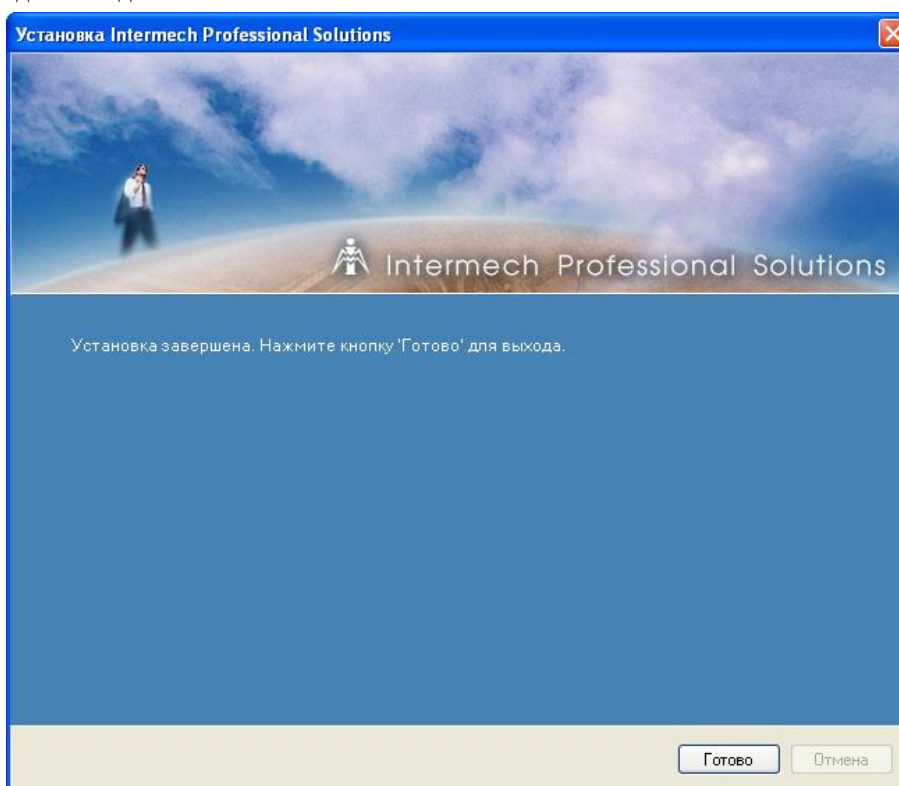 Установка Intermech Professional Solutions
Intermech Professional Solutions
Установка завершена. Нажмите кнопку 'Готово' для выхода.
Готово
Отмена